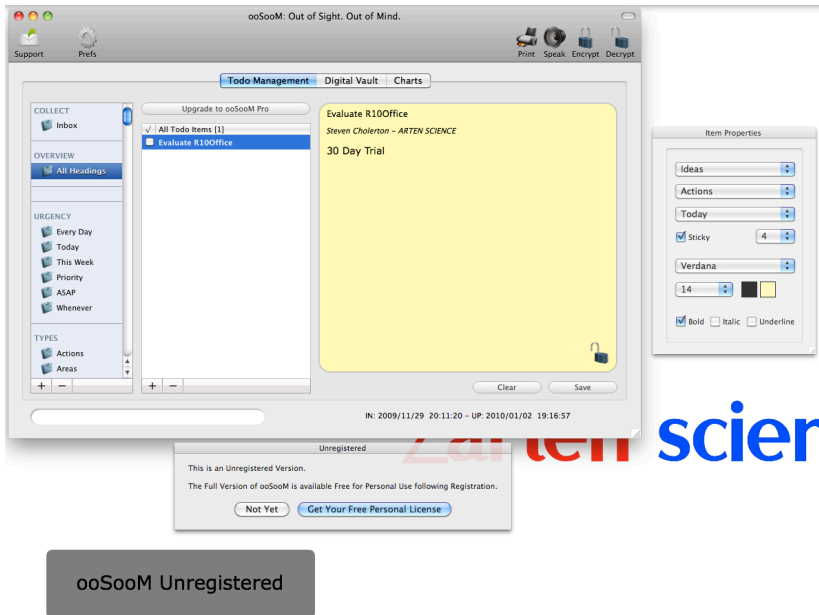 ooSooM: Out of Sight. Out of Mind.
Support Prefs Print Speak Encrypt Decrypt
Todo Management Digital Vault Charts
COLLECT
Inbox
OVERVIEW
All Headings
URGENCY
Every Day
Today
This Week
Priority
ASAP
Whenever
TYPES
Actions
Areas
+ −
Upgrade to ooSooM Pro
√ All Todo Items [1]
Evaluate R10Office
+ −
Evaluate R10Office
Steven Cholerton - ARTEN SCIENCE
30 Day Trial
Clear Save
IN: 2009/11/29 20:11:20 - UP: 2010/01/02 19:16:57
Item Properties
Ideas
Actions
Today
Sticky 4
Verdana
14
Bold Italic Underline
Unregistered
This is an Unregistered Version.
The Full Version of ooSooM is available Free for Personal Use following Registration.
Not Yet Get Your Free Personal License
ooSooM Unregistered